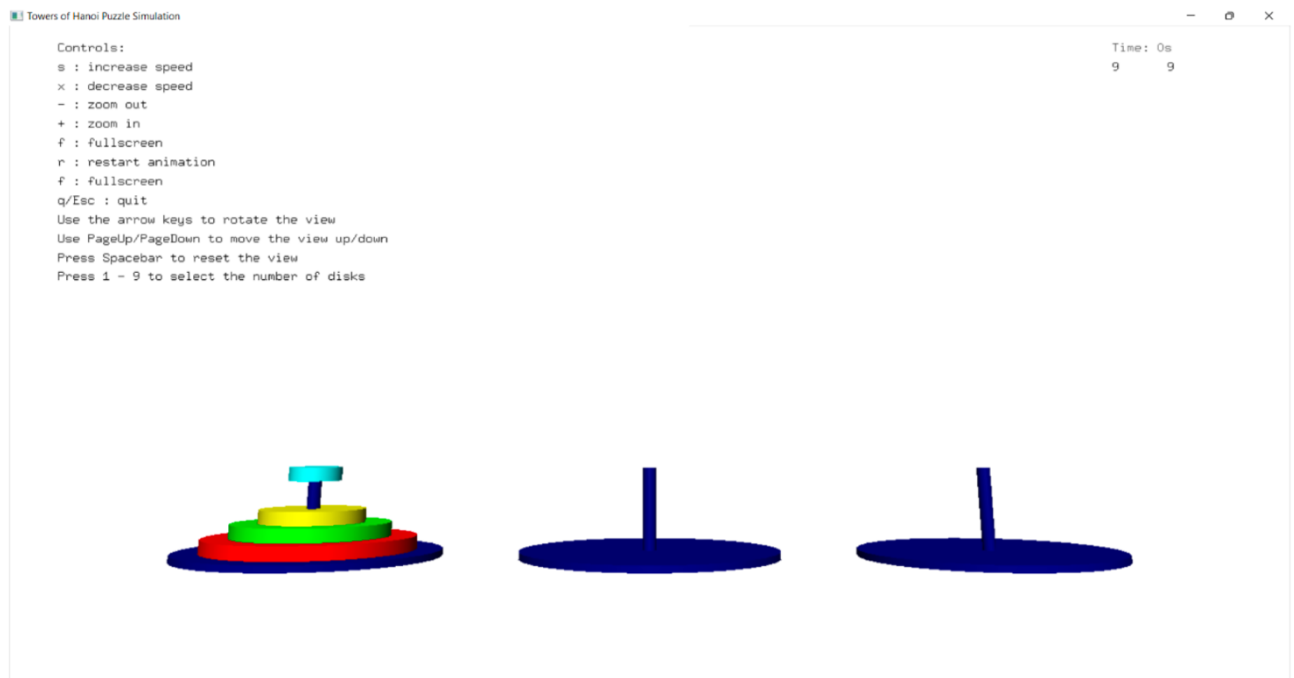 Towers of Hanoi Puzzle Simulation
Controls:
s : increase speed
x : decrease speed
- : zoom out
+ : zoom in
f : fullscreen
r : restart animation
f : fullscreen
q/Esc : quit
Use the arrow keys to rotate the view
Use PageUp/PageDown to move the view up/down
Press Spacebar to reset the view
Press 1 - 9 to select the number of disks
Time: 0s
9 9